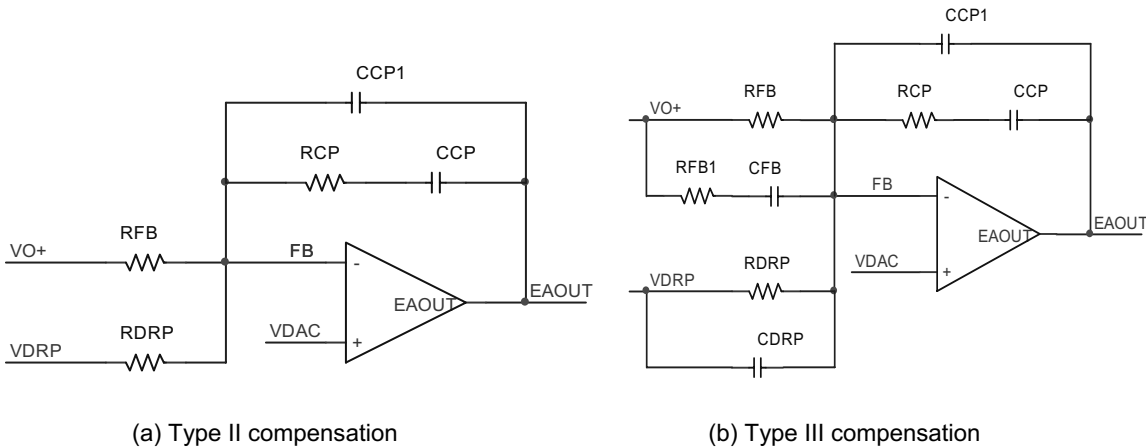 CCP1
RCP
CCP
RFB
VO+
FB
-
EAOUT
EAOUT
RDRP
VDRP
VDAC
+
(a) Type II compensation
CCP1
RFB
RCP
CCP
VO+
RFB1
CFB
FB
-
EAOUT
EAOUT
VDAC
+
RDRP
VDRP
CDRP
(b) Type III compensation